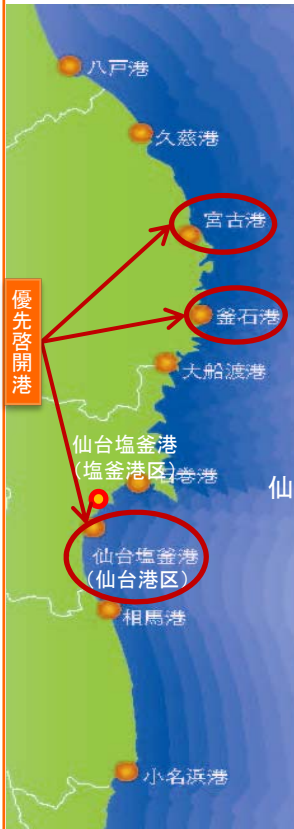 八戸港
久慈港
宮古港
優先啓開港
釜石港
大船渡港
仙台塩釜港
(塩釜港区)
石巻港
仙
仙台塩釜港
(仙台港区)
相馬港
小名浜港